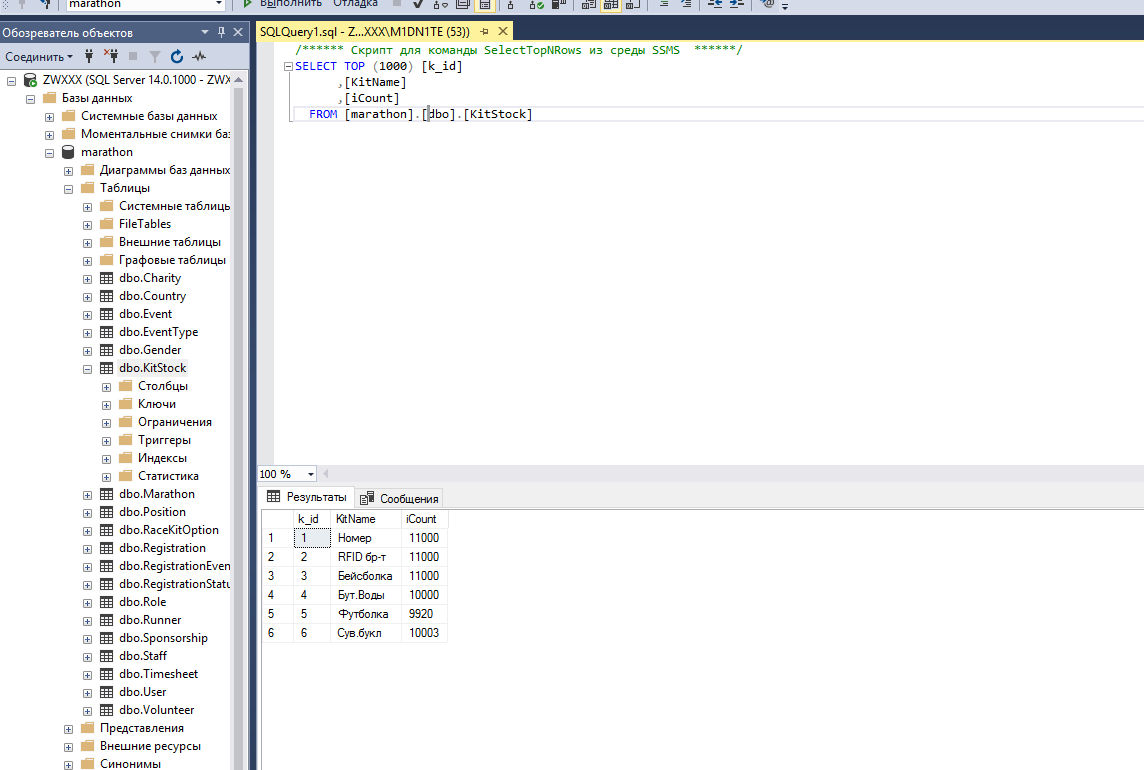 marathon
Выполнить Отладка
Обозреватель объектов
Соединить
ZWXXX (SQL Server 14.0.1000 - ZWX
Базы данных
Системные базы данных
Моментальные снимки баз
marathon
Диаграммы баз данных
Таблицы
Системные таблицы
FileTables
Внешние таблицы
Графовые таблицы
dbo.Charity
dbo.Country
dbo.Event
dbo.EventType
dbo.Gender
dbo.KitStock
Столбцы
Ключи
Ограничения
Триггеры
Индексы
Статистика
dbo.Marathon
dbo.Position
dbo.RaceKitOption
dbo.Registration
dbo.RegistrationEven
dbo.RegistrationStatu
dbo.Role
dbo.Runner
dbo.Sponsorship
dbo.Staff
dbo.Timesheet
dbo.User
dbo.Volunteer
Представления
Внешние ресурсы
Синонимы
SQLQuery1.sql - Z...XXX\M1DN1TE (53))
/****** Скрипт для команды SelectTopNRows из среды SSMS ******/
SELECT TOP (1000) [k_id]
,[KitName]
,[iCount]
FROM [marathon].[dbo].[KitStock]
100 %
Результаты Сообщения
k_id KitName iCount
1 1 Номер 11000
2 2 RFID бр-т 11000
3 3 Бейсболка 11000
4 4 Бут.Воды 10000
5 5 Футболка 9920
6 6 Сув.букл 10003